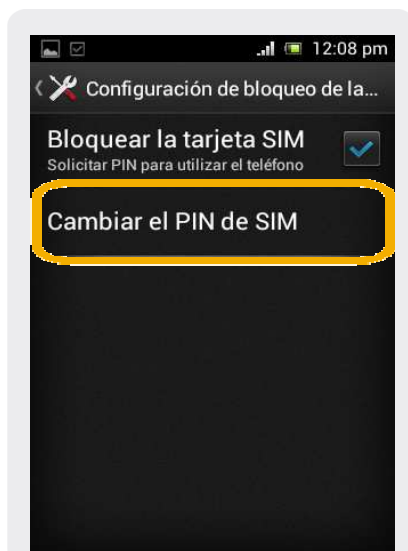 12:08 pm
Configuración de bloqueo de la...
Bloquear la tarjeta SIM
Solicitar PIN para utilizar el teléfono
Cambiar el PIN de SIM